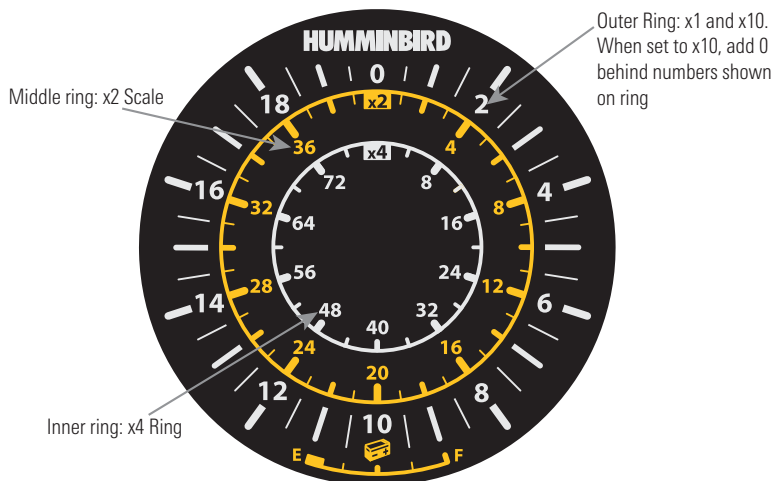 HUMMINBIRD
Outer Ring: x1 and x10.
When set to x10, add 0
behind numbers shown
on ring
Middle ring: x2 Scale
Inner ring: x4 Ring
0
2
4
6
8
10
12
14
16
18
x2
4
8
12
16
20
24
28
32
36
x4
8
16
24
32
40
48
56
64
72
E
F